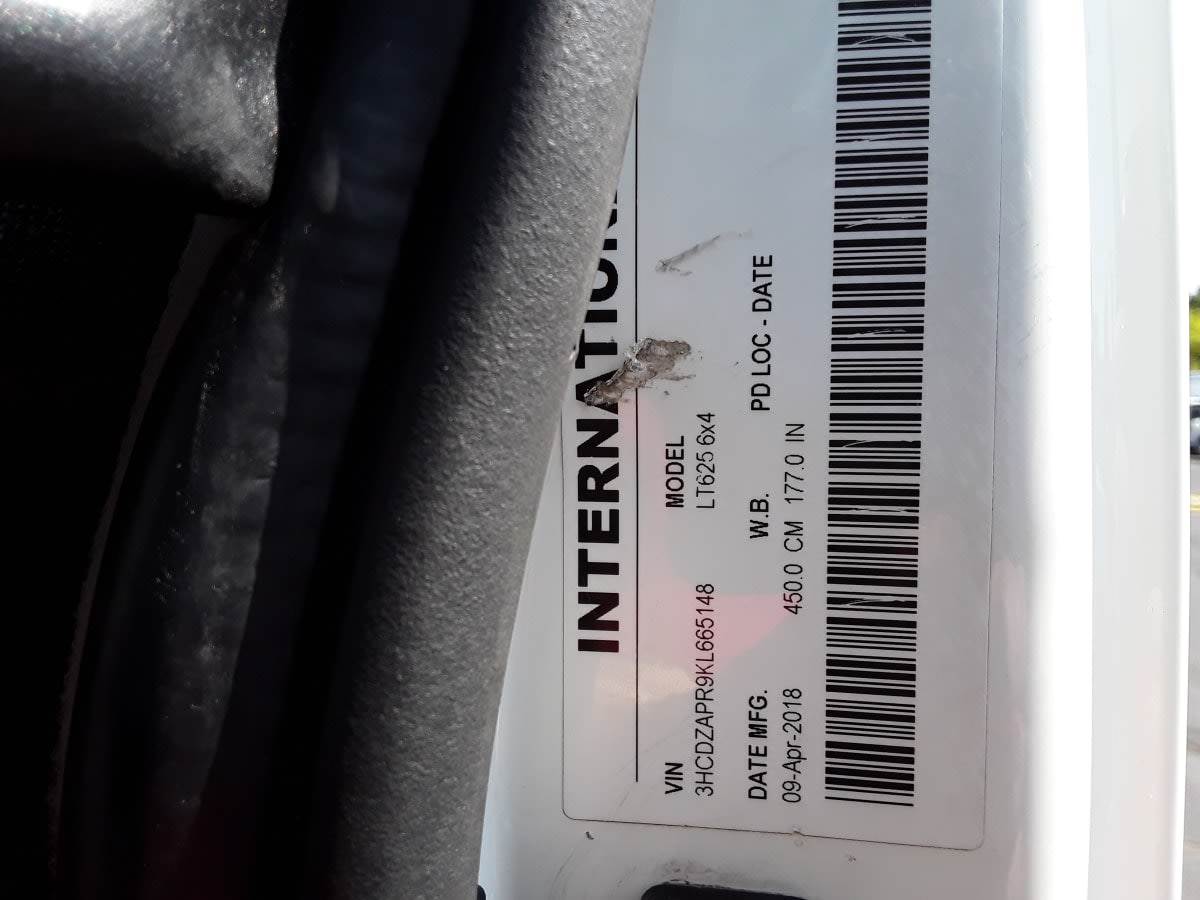 INTERNATION
VIN MODEL
3HCDZAPR9KL665148 LT625 6x4
DATE MFG. W.B. PD LOC - DATE
09-Apr-2018 450.0 CM 177.0 IN